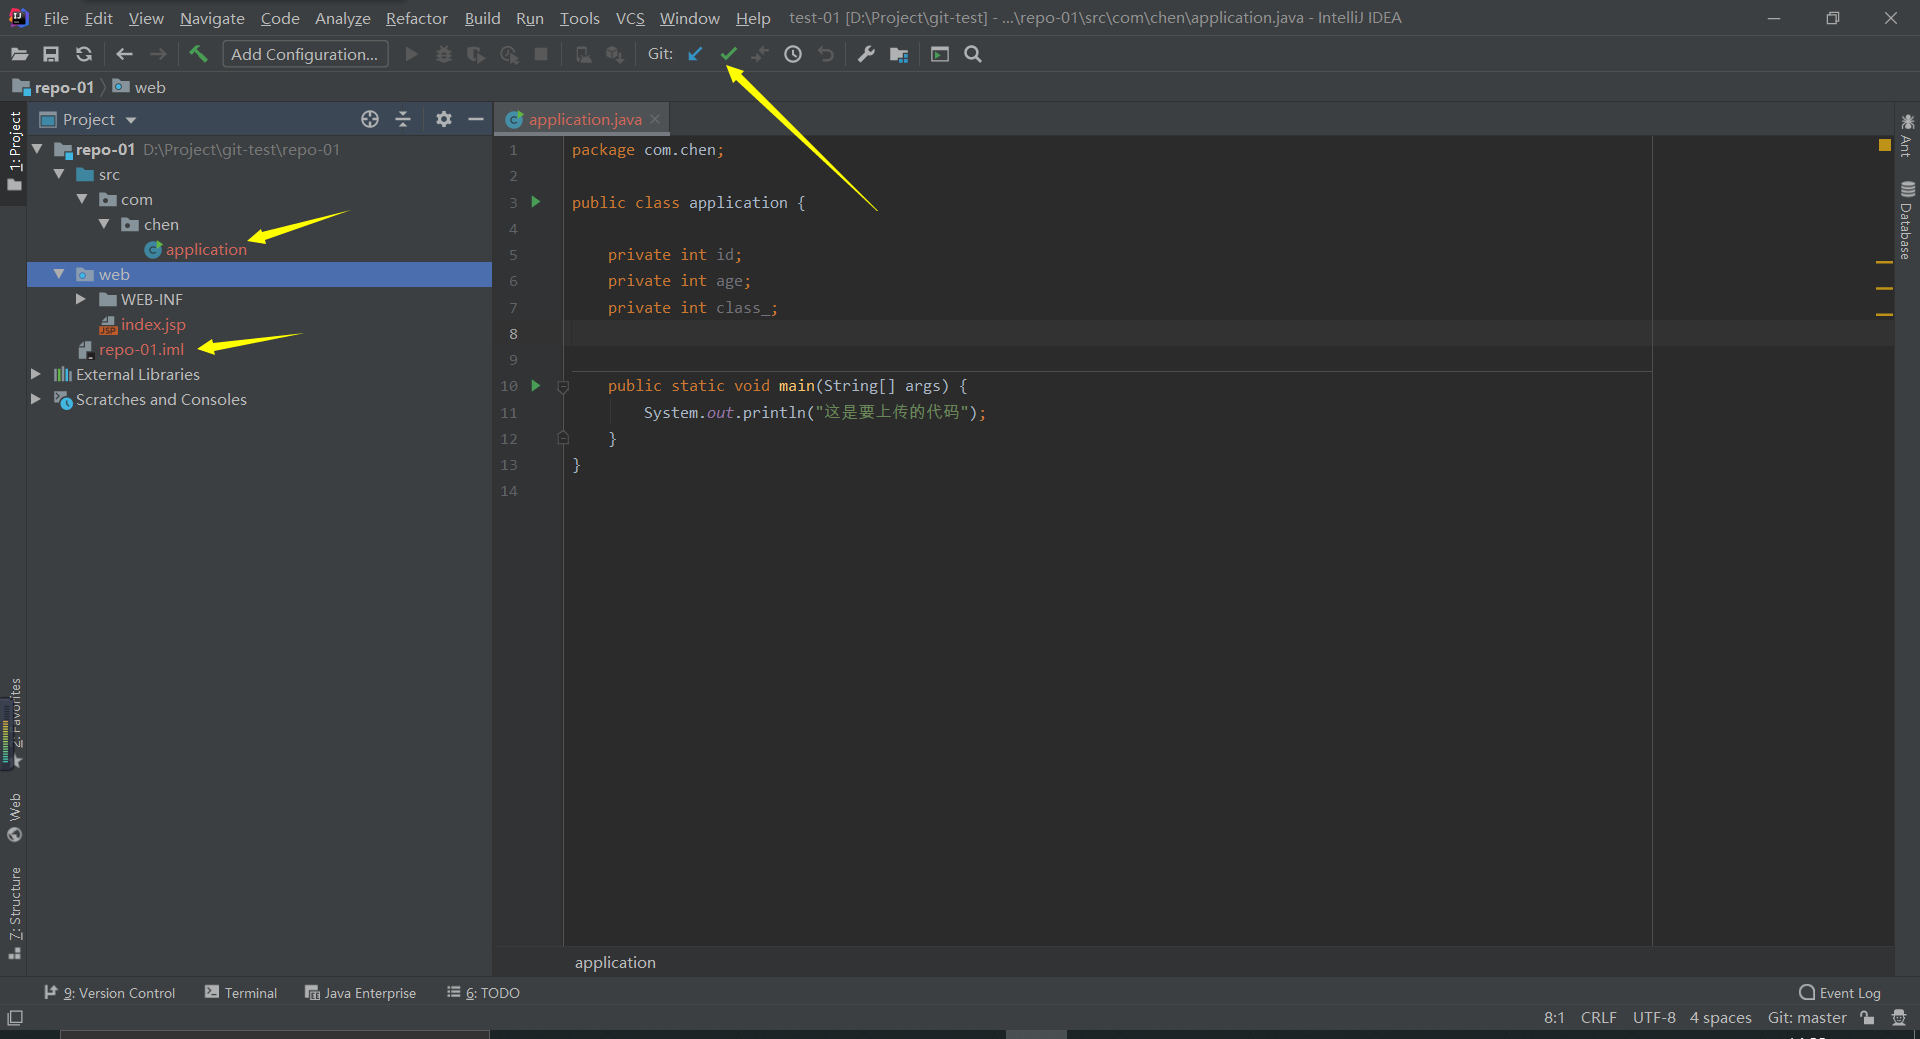 File Edit View Navigate Code Analyze Refactor Build Run Tools VCS Window Help test-01 [D:\Project\git-test] - ...\repo-01\src\com\chen\application.java - IntelliJ IDEA
Add Configuration... Git:
repo-01 web
1: Project
Project
application.java
repo-01 D:\Project\git-test\repo-01
src
com
chen
application
web
WEB-INF
JSP index.jsp
repo-01.iml
External Libraries
Scratches and Consoles
1 package com.chen;
2
3 public class application {
4
5 private int id;
6 private int age;
7 private int class_;
8
9
10 public static void main(String[] args) {
11 System.out.println("这是要上传的代码");
12 }
13 }
14
Ant
Database
2: Favorites
Web
7: Structure
application
9: Version Control Terminal Java Enterprise 6: TODO Event Log
8:1 CRLF UTF-8 4 spaces Git: master